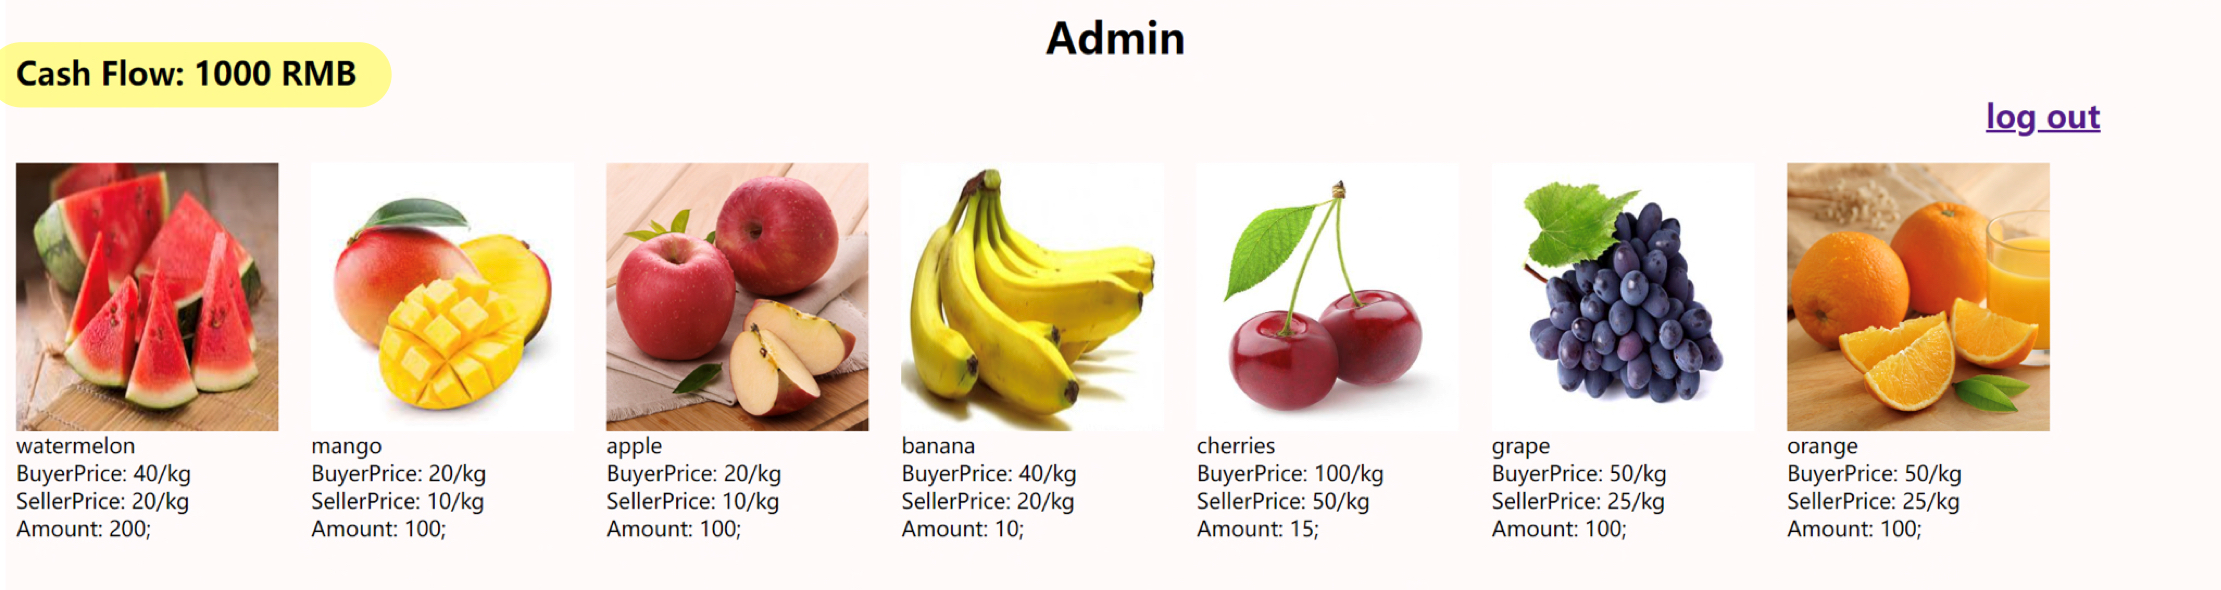 Admin
Cash Flow: 1000 RMB
log out
watermelon
BuyerPrice: 40/kg
SellerPrice: 20/kg
Amount: 200;
mango
BuyerPrice: 20/kg
SellerPrice: 10/kg
Amount: 100;
apple
BuyerPrice: 20/kg
SellerPrice: 10/kg
Amount: 100;
banana
BuyerPrice: 40/kg
SellerPrice: 20/kg
Amount: 10;
cherries
BuyerPrice: 100/kg
SellerPrice: 50/kg
Amount: 15;
grape
BuyerPrice: 50/kg
SellerPrice: 25/kg
Amount: 100;
orange
BuyerPrice: 50/kg
SellerPrice: 25/kg
Amount: 100;